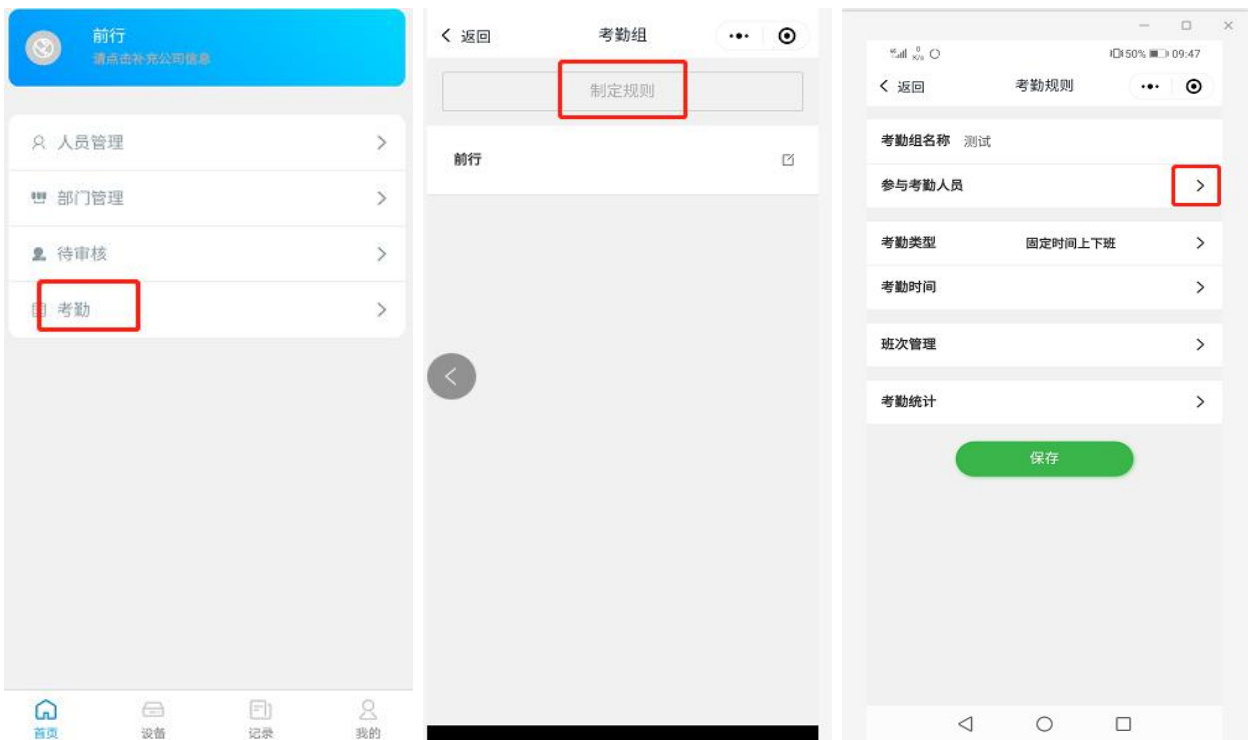 前行
请点击补充公司信息
人员管理
部门管理
待审核
考勤
首页
设备
记录
我的
返回
考勤组
制定规则
前行
50% 09:47
返回
考勤规则
考勤组名称 测试
参与考勤人员
考勤类型 固定时间上下班
考勤时间
班次管理
考勤统计
保存